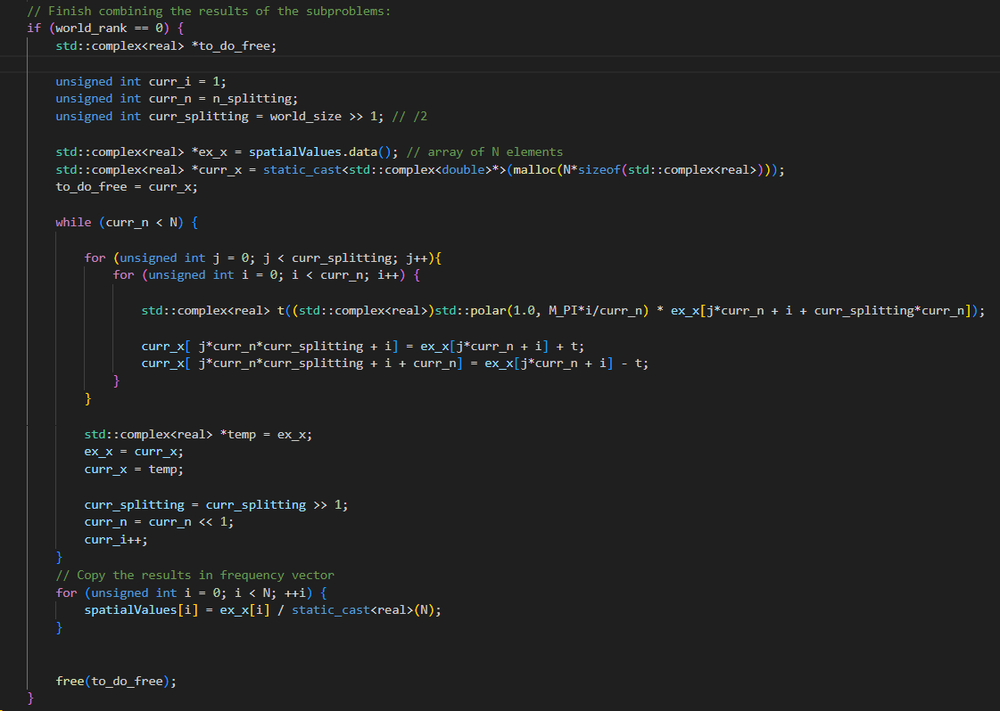 // Finish combining the results of the subproblems:
if (world_rank == 0) {
    std::complex<real> *to_do_free;

    unsigned int curr_i = 1;
    unsigned int curr_n = n_splitting;
    unsigned int curr_splitting = world_size >> 1; // /2

    std::complex<real> *ex_x = spatialValues.data(); // array of N elements
    std::complex<real> *curr_x = static_cast<std::complex<double>*>(malloc(N*sizeof(std::complex<real>)));
    to_do_free = curr_x;

    while (curr_n < N) {

        for (unsigned int j = 0; j < curr_splitting; j++){
            for (unsigned int i = 0; i < curr_n; i++) {

                std::complex<real> t((std::complex<real>)std::polar(1.0, M_PI*i/curr_n) * ex_x[j*curr_n + i + curr_splitting*curr_n]);

                curr_x[ j*curr_n*curr_splitting + i] = ex_x[j*curr_n + i] + t;
                curr_x[ j*curr_n*curr_splitting + i + curr_n] = ex_x[j*curr_n + i] - t;
            }
        }

        std::complex<real> *temp = ex_x;
        ex_x = curr_x;
        curr_x = temp;

        curr_splitting = curr_splitting >> 1;
        curr_n = curr_n << 1;
        curr_i++;
    }
    // Copy the results in frequency vector
    for (unsigned int i = 0; i < N; ++i) {
        spatialValues[i] = ex_x[i] / static_cast<real>(N);
    }


    free(to_do_free);
}